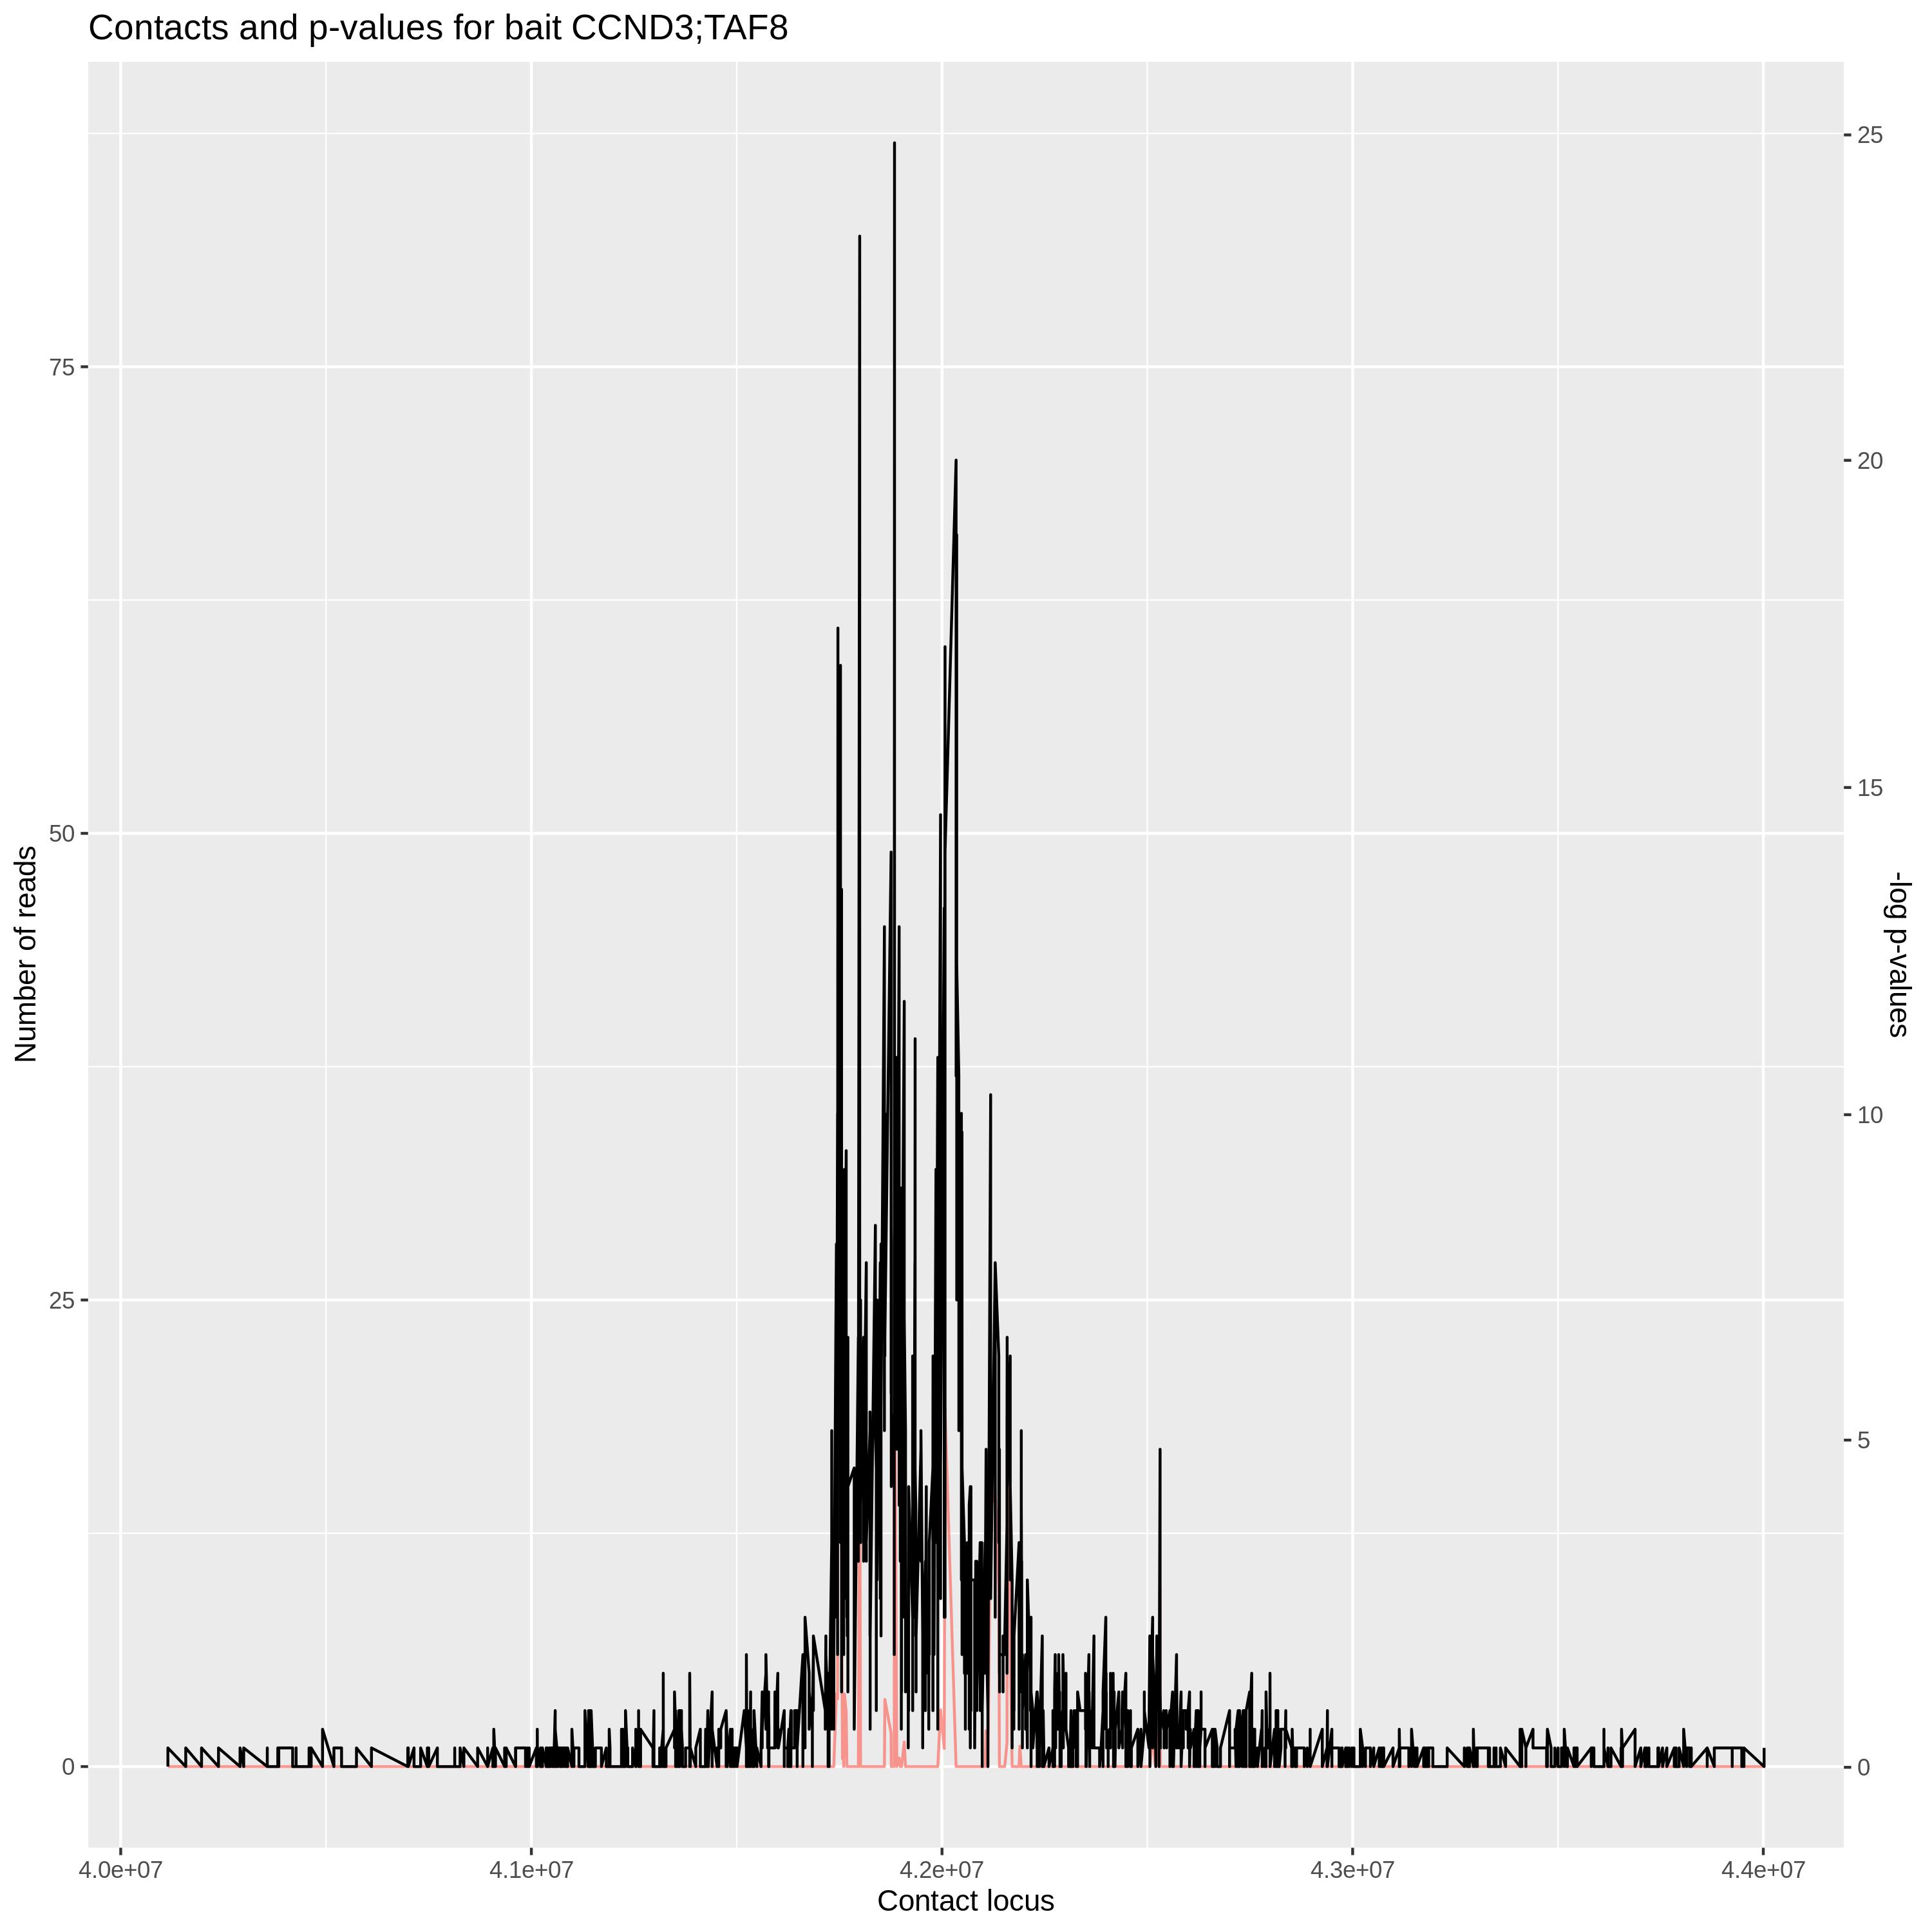 Contacts and p-values for bait CCND3;TAF8
75
50
25
0
Number of reads
25
20
15
10
5
0
-log p-values
4.0e+07
4.1e+07
4.2e+07
4.3e+07
4.4e+07
Contact locus